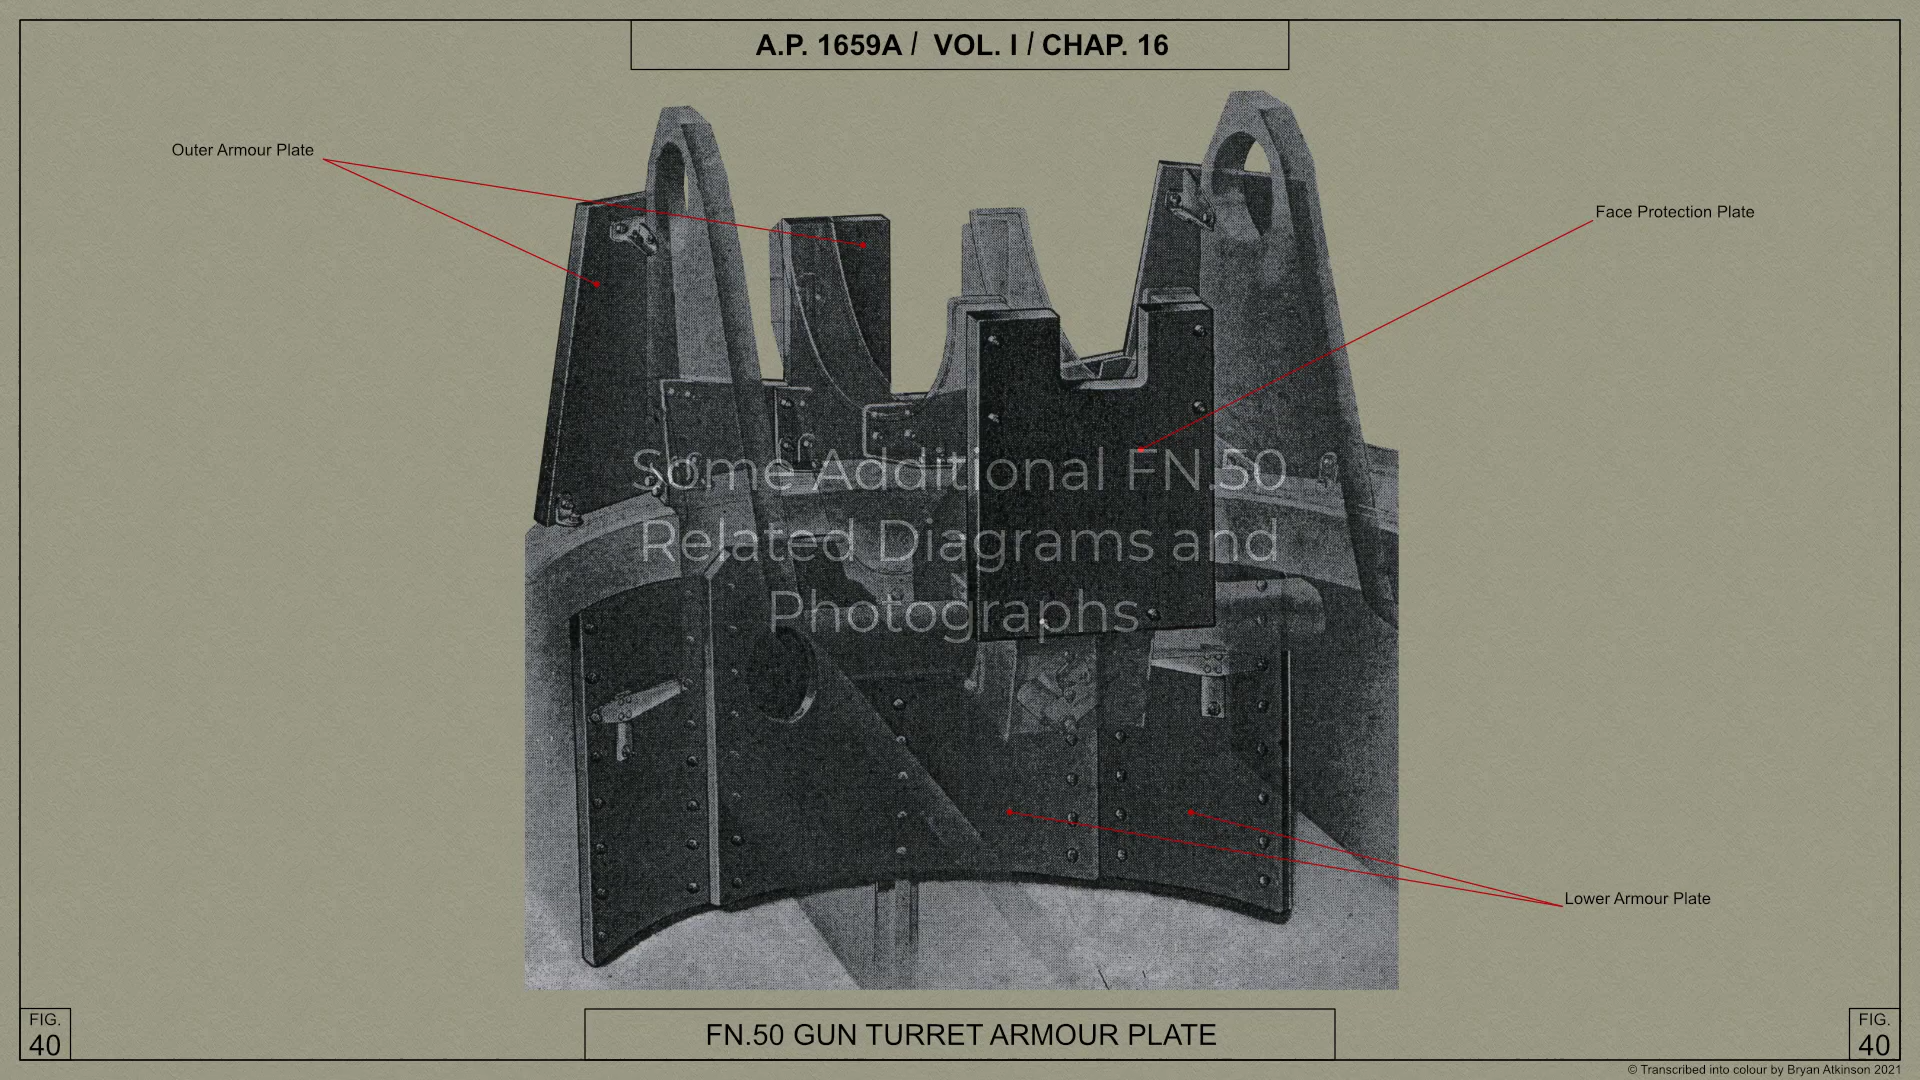 A.P. 1659A / VOL. I / CHAP. 16
Outer Armour Plate
Face Protection Plate
Some Additional FN.50
Related Diagrams and
Photographs
Lower Armour Plate
FIG.
40
FN.50 GUN TURRET ARMOUR PLATE
FIG.
40
© Transcribed into colour by Bryan Atkinson 2021